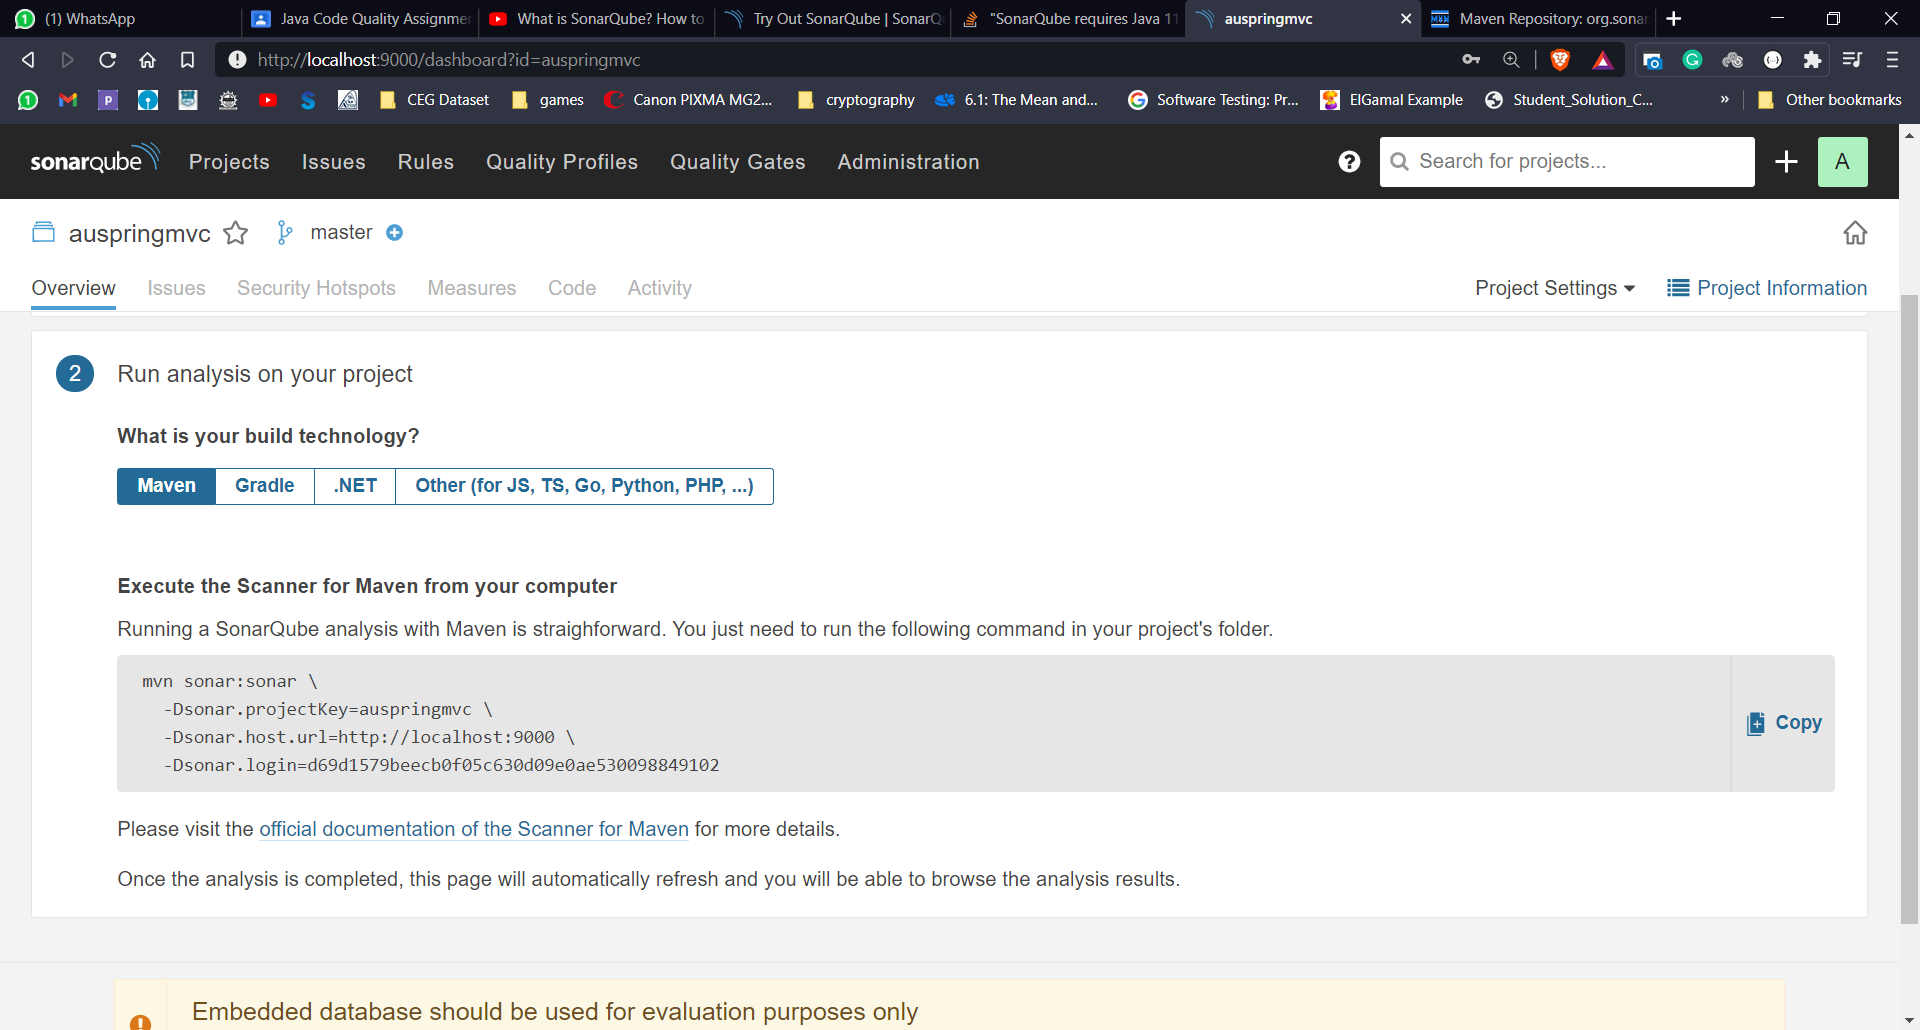 (1) WhatsApp
Java Code Quality Assignmer
What is SonarQube? How to
Try Out SonarQube | SonarQ
"SonarQube requires Java 11
auspringmvc
Maven Repository: org.sonar
http://localhost:9000/dashboard?id=auspringmvc
CEG Dataset
games
Canon PIXMA MG2...
cryptography
6.1: The Mean and...
Software Testing: Pr...
ElGamal Example
Student_Solution_C...
»
Other bookmarks
sonarqube
Projects
Issues
Rules
Quality Profiles
Quality Gates
Administration
Search for projects...
A
auspringmvc
master
Overview
Issues
Security Hotspots
Measures
Code
Activity
Project Settings
Project Information
2
Run analysis on your project
What is your build technology?
Maven
Gradle
.NET
Other (for JS, TS, Go, Python, PHP, ...)
Execute the Scanner for Maven from your computer
Running a SonarQube analysis with Maven is straighforward. You just need to run the following command in your project's folder.
mvn sonar:sonar \
-Dsonar.projectKey=auspringmvc \
-Dsonar.host.url=http://localhost:9000 \
-Dsonar.login=d69d1579beecb0f05c630d09e0ae530098849102
Copy
Please visit the official documentation of the Scanner for Maven for more details.
Once the analysis is completed, this page will automatically refresh and you will be able to browse the analysis results.
Embedded database should be used for evaluation purposes only